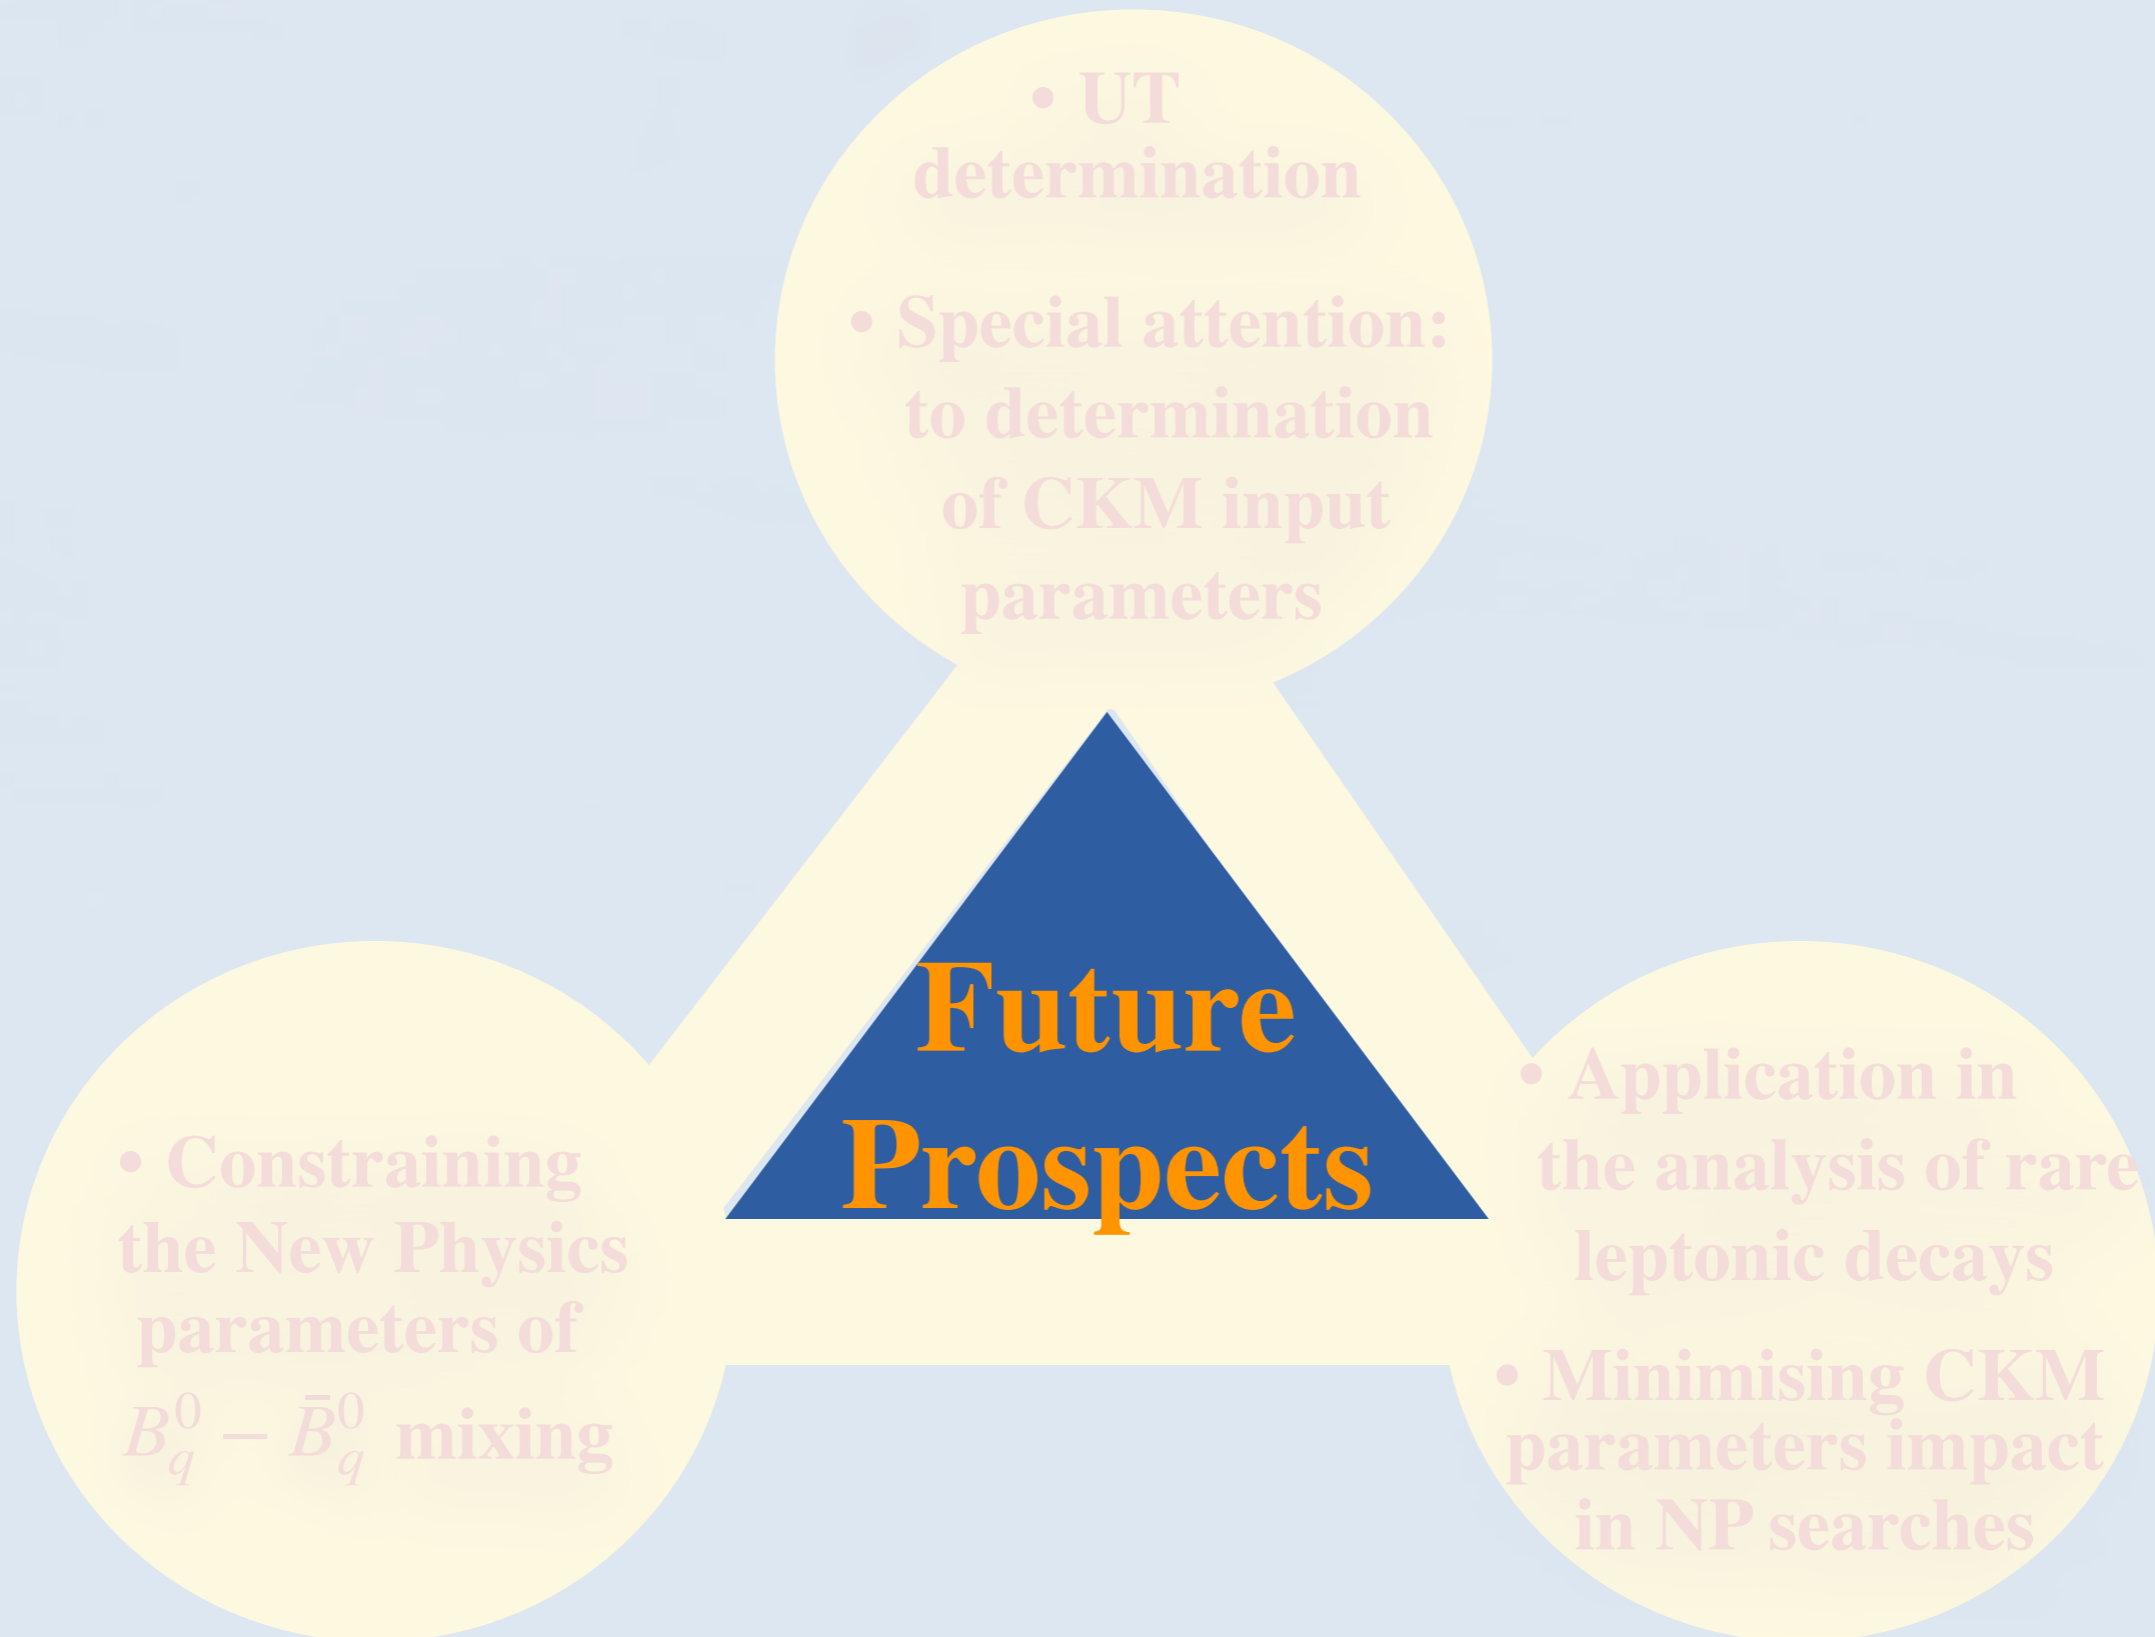 • UT
determination
• Special attention:
to determination
of CKM input
parameters
Future
Prospects
• Constraining
the New Physics
parameters of
$B_q^0 - \bar{B}_q^0$ mixing
• Application in
the analysis of rare
leptonic decays
• Minimising CKM
parameters impact
in NP searches